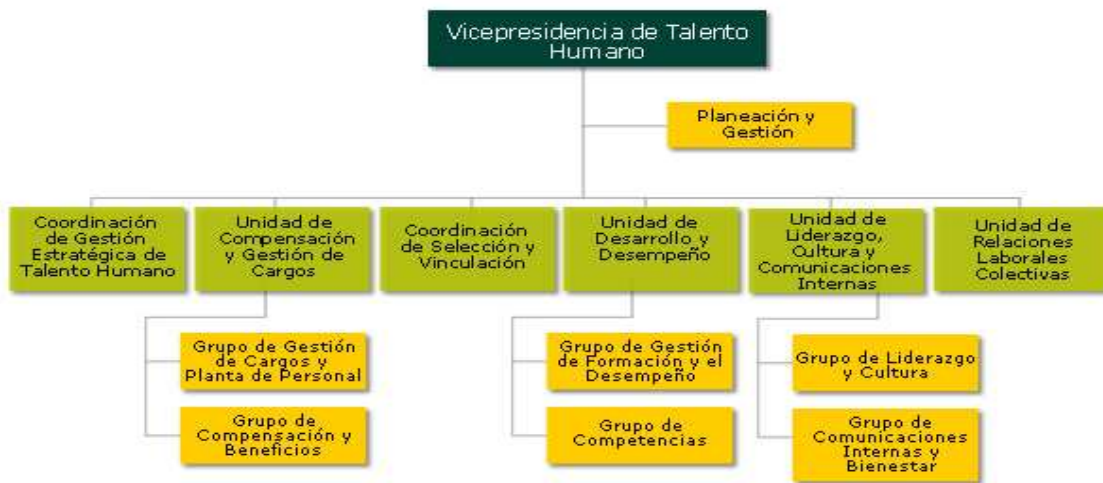 Vicepresidencia de Talento
Humano
Planeación y
Gestión
Coordinación
de Gestión
Estratégica de
Talento Humano
Unidad de
Compensación
y Gestión de
Cargos
Coordinación
de Selección y
Vinculación
Unidad de
Desarrollo y
Desempeño
Unidad de
Liderazgo,
Cultura y
Comunicaciones
Internas
Unidad de
Relaciones
Laborales
Colectivas
Grupo de Gestión
de Cargos y
Planta de Personal
Grupo de
Compensación y
Beneficios
Grupo de Gestión
de Formación y el
Desempeño
Grupo de
Competencias
Grupo de Liderazgo
y Cultura
Grupo de
Comunicaciones
Internas y
Bienestar